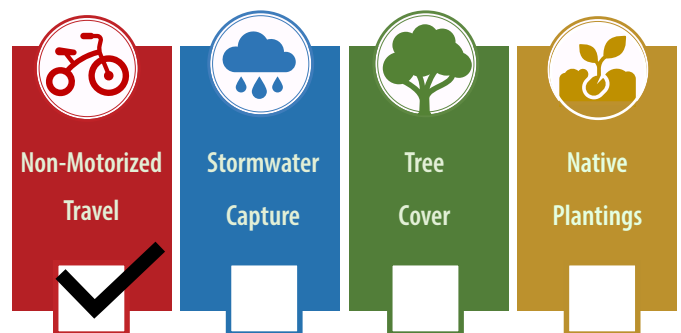 Non-Motorized
Travel
Stormwater
Capture
Tree
Cover
Native
Plantings